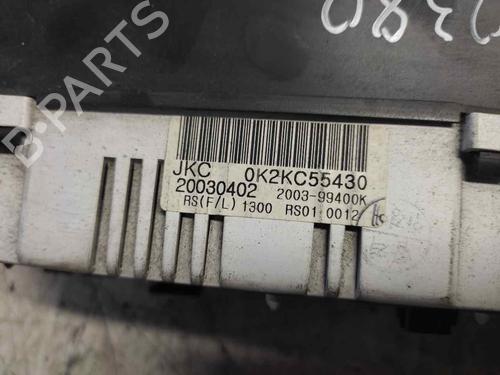 JKC 0K2KC55430
20030402 2003-99400K
RS(F/L) 1300 RS01 0012
B-PARTS